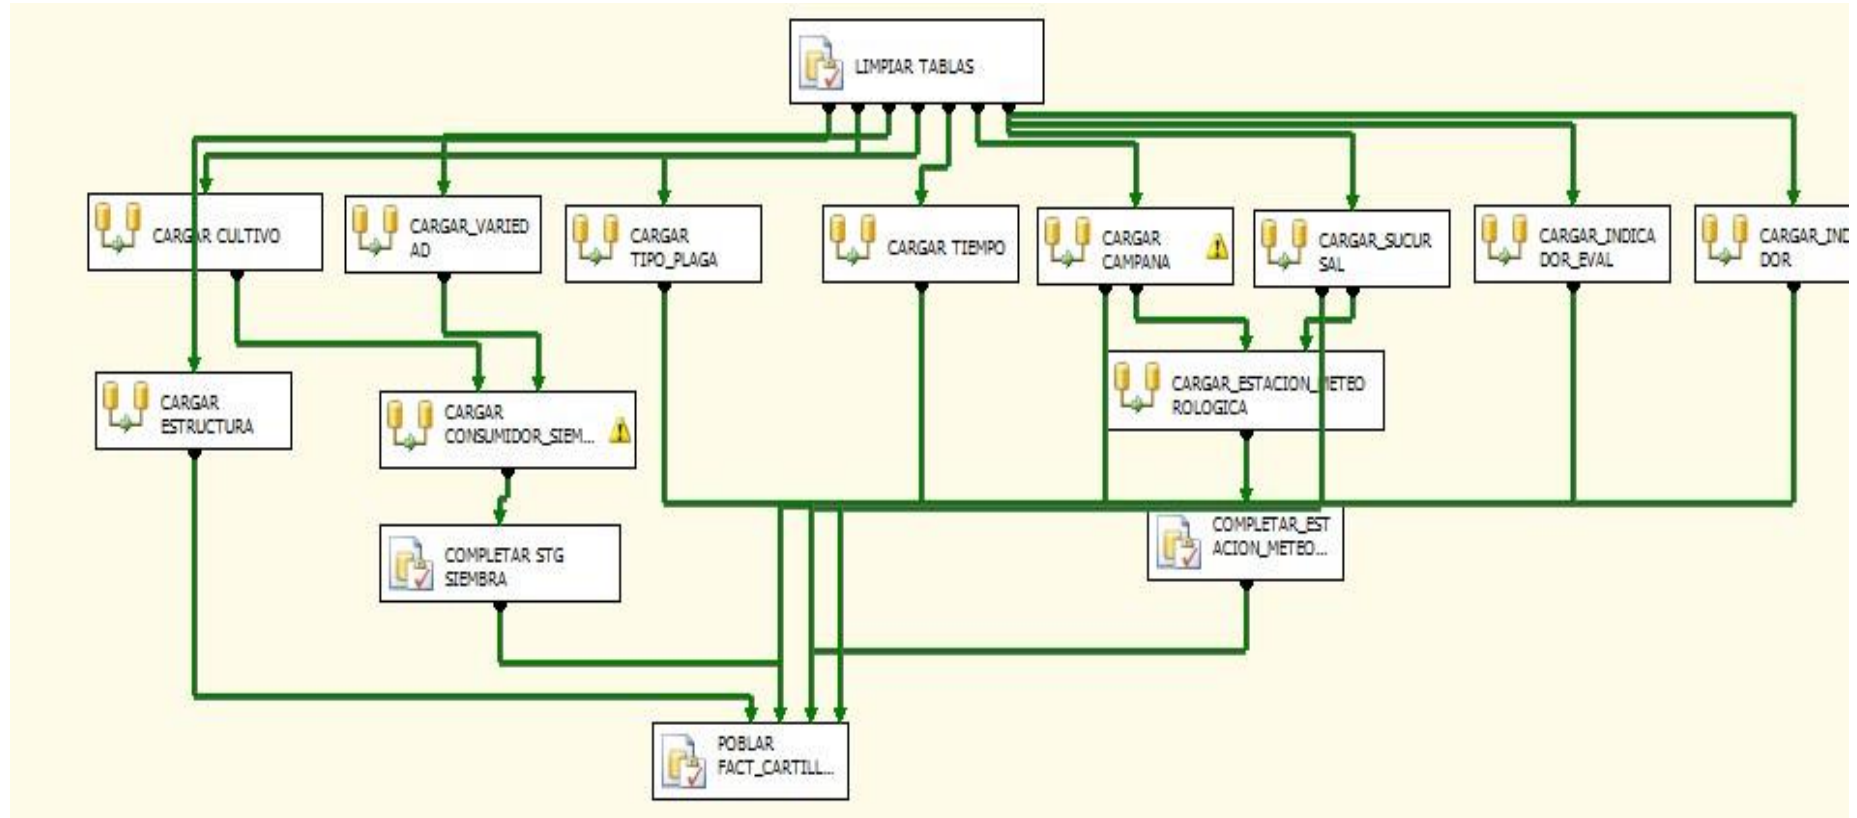 LIMPIAR TABLAS
CARGAR CULTIVO
CARGAR_VARIED
AD
CARGAR
TIPO_PLAGA
CARGAR TIEMPO
CARGAR
CAMPANA
CARGAR_SUCUR
SAL
CARGAR_INDICA
DOR_EVAL
CARGAR_IND
DOR
CARGAR
ESTRUCTURA
CARGAR
CONSUMIDOR_SIEM...
CARGAR_ESTACION_METEO
ROLOGICA
COMPLETAR STG
SIEMBRA
COMPLETAR_EST
ACION_METEO...
POBLAR
FACT_CARTILL...